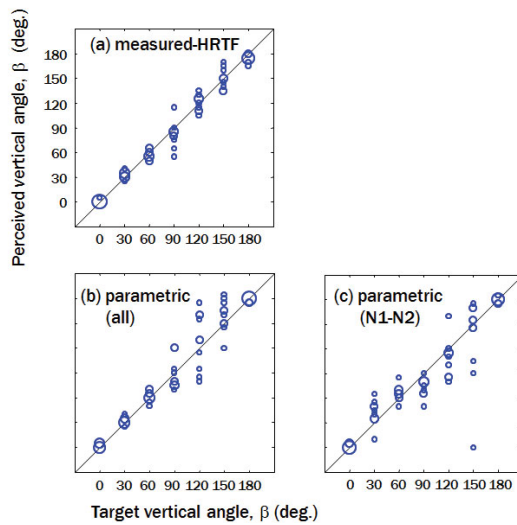 Perceived vertical angle, β (deg.)
(a) measured-HRTF
180
150
120
90
60
30
0
0 30 60 90 120 150 180
(b) parametric
(all)
0 30 60 90 120 150 180
(c) parametric
(N1-N2)
0 30 60 90 120 150 180
Target vertical angle, β (deg.)